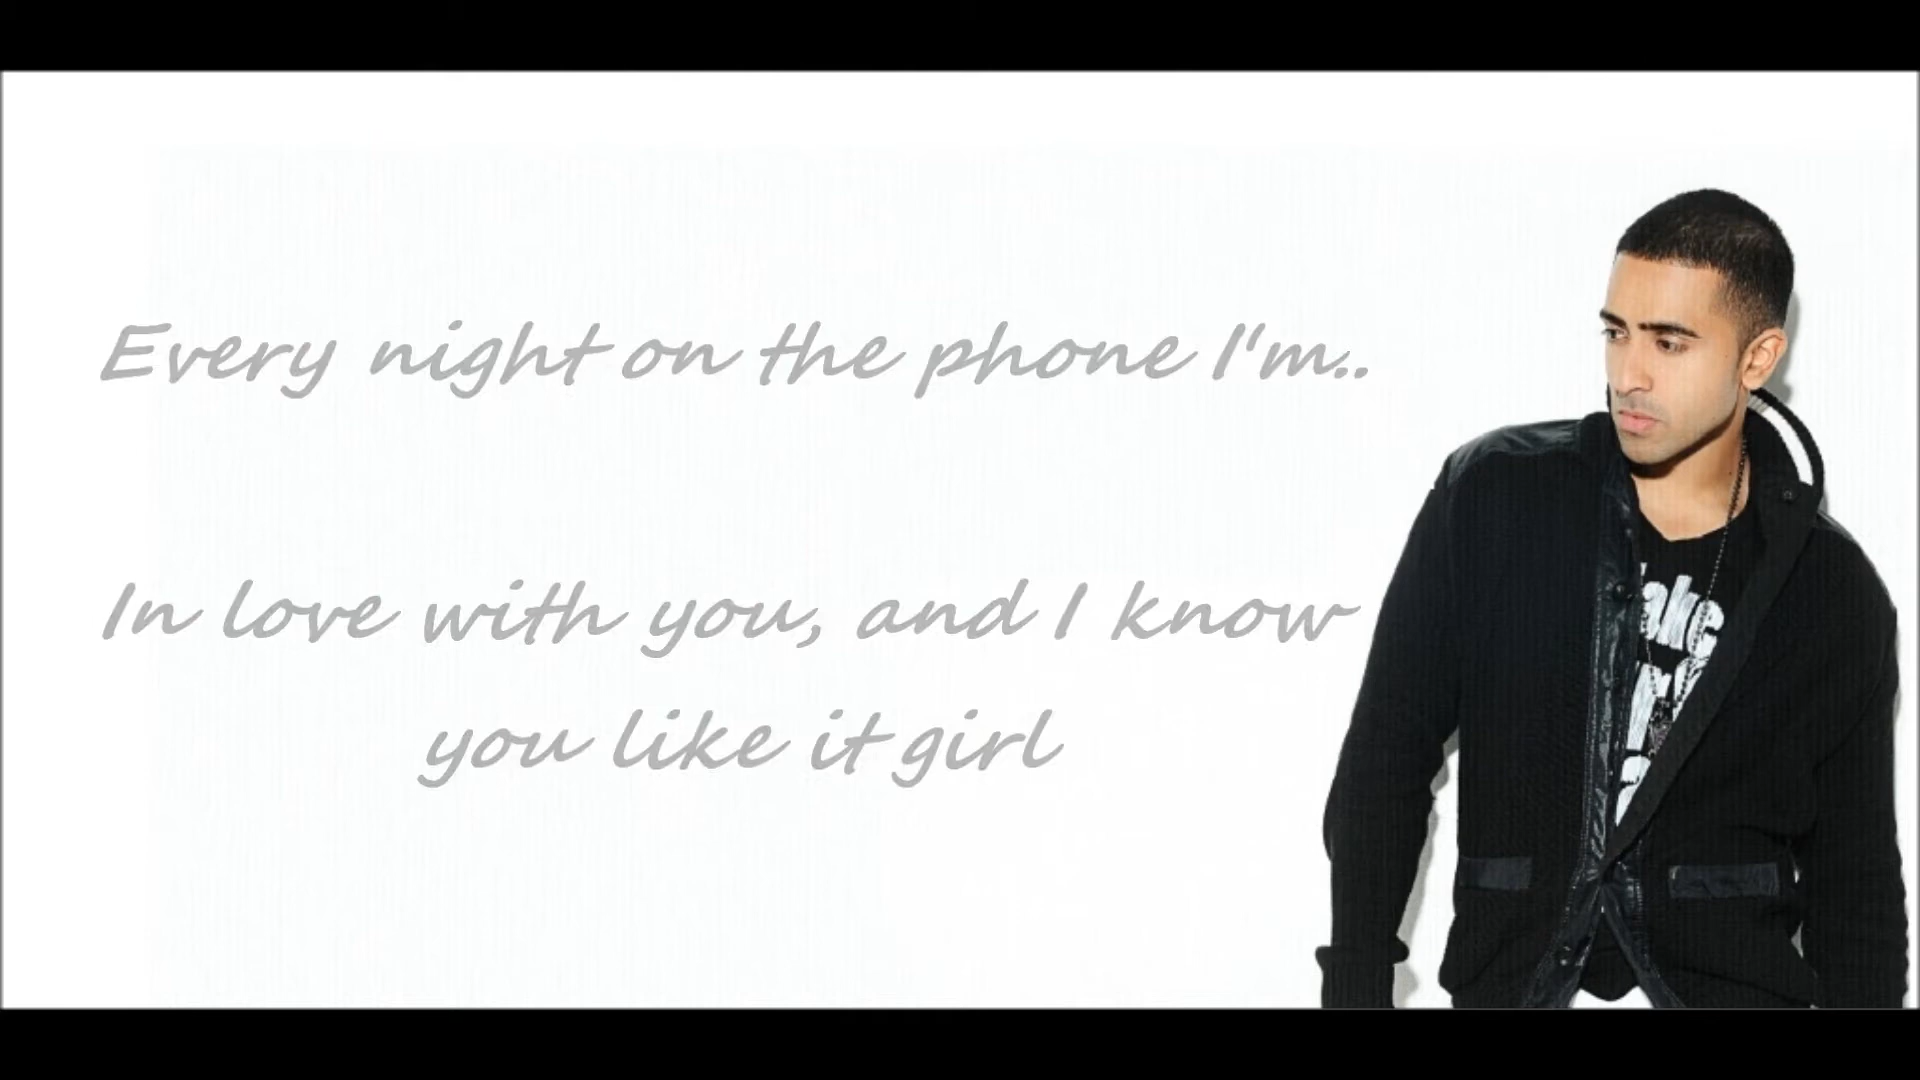 Every night on the phone I'm..
In love with you, and I know
you like it girl